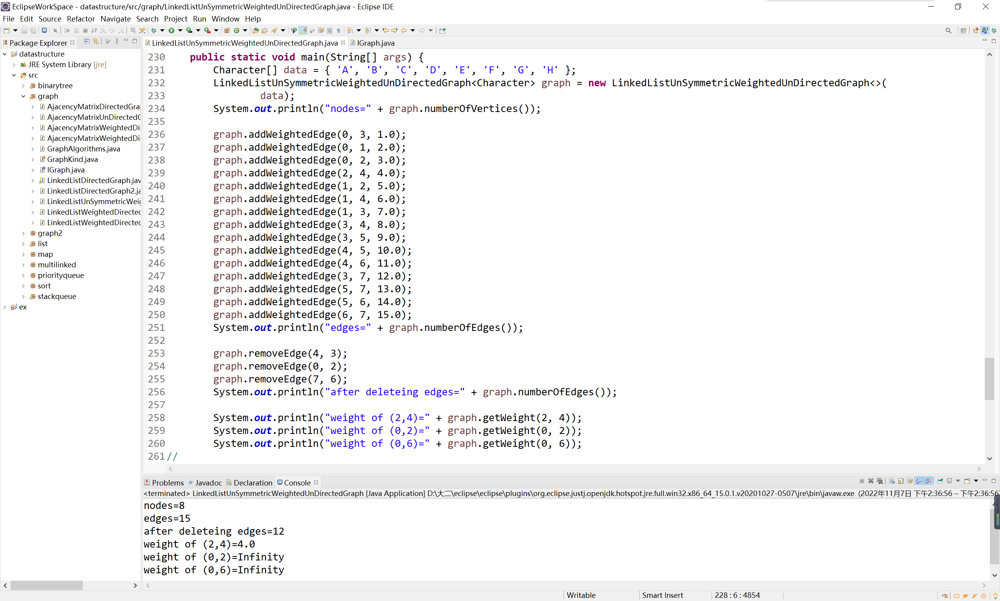 EclipseWorkSpace - datastructure/src/graph/LinkedListUnSymmetricWeightedUnDirectedGraph.java - Eclipse IDE
File Edit Source Refactor Navigate Search Project Run Window Help
Package Explorer
LinkedListUnSymmetricWeightedUnDirectedGraph.java IGraph.java
datastructure
JRE System Library [jre]
src
binarytree
graph
AjacencyMatrixDirectedGra
AjacencyMatrixUnDirectedG
AjacencyMatrixWeightedDi
AjacencyMatrixWeightedDi
GraphAlgorithms.java
GraphKind.java
IGraph.java
LinkedListDirectedGraph.jav
LinkedListDirectedGraph2.ja
LinkedListUnSymmetricWeig
LinkedListWeightedDirected
LinkedListWeightedDirected
graph2
list
map
multilinked
priorityqueue
sort
stackqueue
ex
230 public static void main(String[] args) {
231 Character[] data = { 'A', 'B', 'C', 'D', 'E', 'F', 'G', 'H' };
232 LinkedListUnSymmetricWeightedUnDirectedGraph<Character> graph = new LinkedListUnSymmetricWeightedUnDirectedGraph<>(
233 data);
234 System.out.println("nodes=" + graph.numberOfVertices());
235
236 graph.addWeightedEdge(0, 3, 1.0);
237 graph.addWeightedEdge(0, 1, 2.0);
238 graph.addWeightedEdge(0, 2, 3.0);
239 graph.addWeightedEdge(2, 4, 4.0);
240 graph.addWeightedEdge(1, 2, 5.0);
241 graph.addWeightedEdge(1, 4, 6.0);
242 graph.addWeightedEdge(1, 3, 7.0);
243 graph.addWeightedEdge(3, 4, 8.0);
244 graph.addWeightedEdge(3, 5, 9.0);
245 graph.addWeightedEdge(4, 5, 10.0);
246 graph.addWeightedEdge(4, 6, 11.0);
247 graph.addWeightedEdge(3, 7, 12.0);
248 graph.addWeightedEdge(5, 7, 13.0);
249 graph.addWeightedEdge(5, 6, 14.0);
250 graph.addWeightedEdge(6, 7, 15.0);
251 System.out.println("edges=" + graph.numberOfEdges());
252
253 graph.removeEdge(4, 3);
254 graph.removeEdge(0, 2);
255 graph.removeEdge(7, 6);
256 System.out.println("after deleteing edges=" + graph.numberOfEdges());
257
258 System.out.println("weight of (2,4)=" + graph.getWeight(2, 4));
259 System.out.println("weight of (0,2)=" + graph.getWeight(0, 2));
260 System.out.println("weight of (0,6)=" + graph.getWeight(0, 6));
261 //
Problems Javadoc Declaration Console
<terminated> LinkedListUnSymmetricWeightedUnDirectedGraph [Java Application] D:\大二\eclipse\eclipse\plugins\org.eclipse.justj.openjdk.hotspot.jre.full.win32.x86_64_15.0.1.v20201027-0507\jre\bin\javaw.exe (2022年11月7日 下午2:36:56 – 下午2:36:56
nodes=8
edges=15
after deleteing edges=12
weight of (2,4)=4.0
weight of (0,2)=Infinity
weight of (0,6)=Infinity
Writable Smart Insert 228 : 6 : 4854